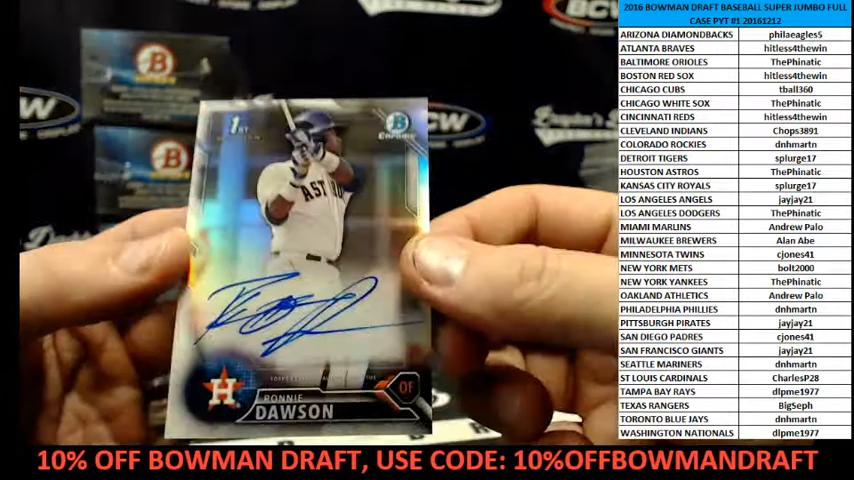 2016 BOWMAN DRAFT BASEBALL SUPER JUMBO FULL
CASE PYT #1 20161212
ARIZONA DIAMONDBACKS philaeagles5
ATLANTA BRAVES hitless4thewin
BALTIMORE ORIOLES ThePhinatic
BOSTON RED SOX hitless4thewin
CHICAGO CUBS tball360
CHICAGO WHITE SOX ThePhinatic
CINCINNATI REDS hitless4thewin
CLEVELAND INDIANS Chops3891
COLORADO ROCKIES dnhmartn
DETROIT TIGERS splurge17
HOUSTON ASTROS ThePhinatic
KANSAS CITY ROYALS splurge17
LOS ANGELES ANGELS jayjay21
LOS ANGELES DODGERS ThePhinatic
MIAMI MARLINS Andrew Palo
MILWAUKEE BREWERS Alan Abe
MINNESOTA TWINS cjones41
NEW YORK METS bolt2000
NEW YORK YANKEES ThePhinatic
OAKLAND ATHLETICS Andrew Palo
PHILADELPHIA PHILLIES dnhmartn
PITTSBURGH PIRATES jayjay21
SAN DIEGO PADRES cjones41
SAN FRANCISCO GIANTS jayjay21
SEATTLE MARINERS dnhmartn
ST LOUIS CARDINALS CharlesP28
TAMPA BAY RAYS dlpme1977
TEXAS RANGERS BigSeph
TORONTO BLUE JAYS dnhmartn
WASHINGTON NATIONALS dlpme1977
BCW
B
B
1ST
B
CHROME
AST
H
RONNIE
DAWSON
OF
10% OFF BOWMAN DRAFT, USE CODE: 10%OFFBOWMANDRAFT